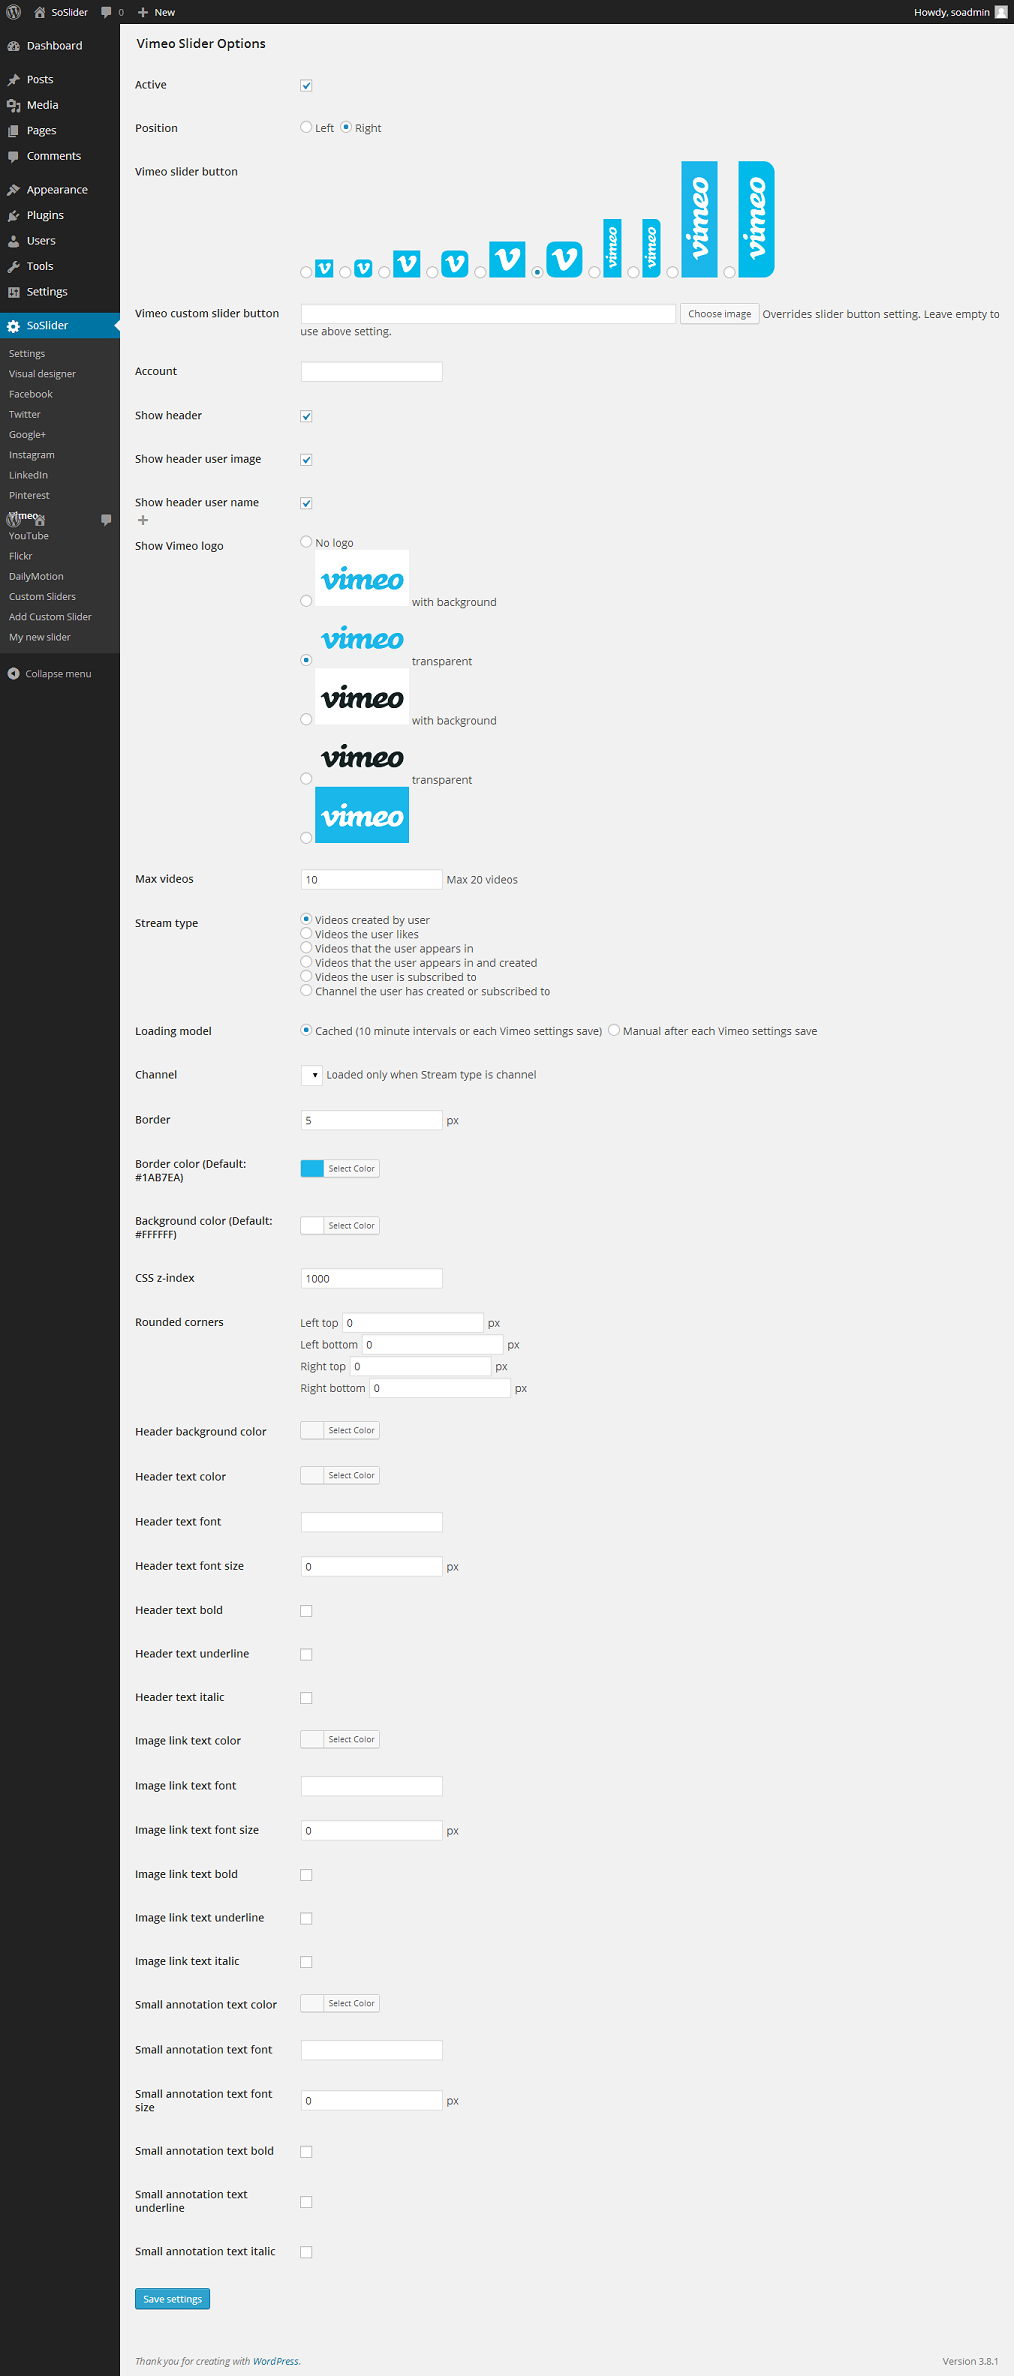 SoSlider 0 New Howdy, soadmin
Dashboard
Posts
Media
Pages
Comments
Appearance
Plugins
Users
Tools
Settings
SoSlider
Settings
Visual designer
Facebook
Twitter
Google+
Instagram
LinkedIn
Pinterest
Vimeo
YouTube
Flickr
DailyMotion
Custom Sliders
Add Custom Slider
My new slider
Collapse menu
Vimeo Slider Options
Active
Position Left Right
Vimeo slider button
vimeo vimeo vimeo vimeo
Vimeo custom slider button Choose image Overrides slider button setting. Leave empty to
use above setting.
Account
Show header
Show header user image
Show header user name
Show Vimeo logo No logo
vimeo with background
vimeo transparent
vimeo with background
vimeo transparent
vimeo
Max videos 10 Max 20 videos
Stream type Videos created by user
Videos the user likes
Videos that the user appears in
Videos that the user appears in and created
Videos the user is subscribed to
Channel the user has created or subscribed to
Loading model Cached (10 minute intervals or each Vimeo settings save) Manual after each Vimeo settings save
Channel Loaded only when Stream type is channel
Border 5 px
Border color (Default:
#1AB7EA) Select Color
Background color (Default:
#FFFFFF) Select Color
CSS z-index 1000
Rounded corners Left top 0 px
Left bottom 0 px
Right top 0 px
Right bottom 0 px
Header background color Select Color
Header text color Select Color
Header text font
Header text font size 0 px
Header text bold
Header text underline
Header text italic
Image link text color Select Color
Image link text font
Image link text font size 0 px
Image link text bold
Image link text underline
Image link text italic
Small annotation text color Select Color
Small annotation text font
Small annotation text font
size 0 px
Small annotation text bold
Small annotation text
underline
Small annotation text italic
Save settings
Thank you for creating with WordPress. Version 3.8.1